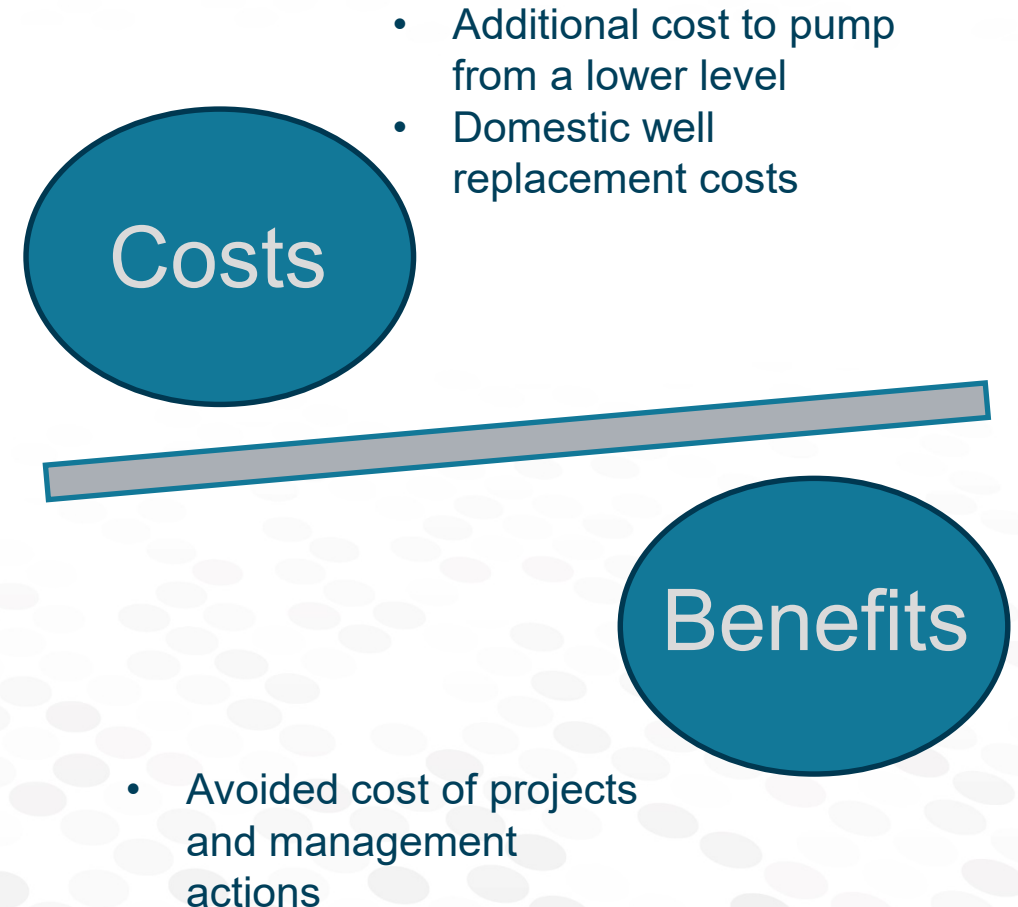 • Additional cost to pump
from a lower level
• Domestic well
replacement costs
Costs
Benefits
• Avoided cost of projects
and management
actions